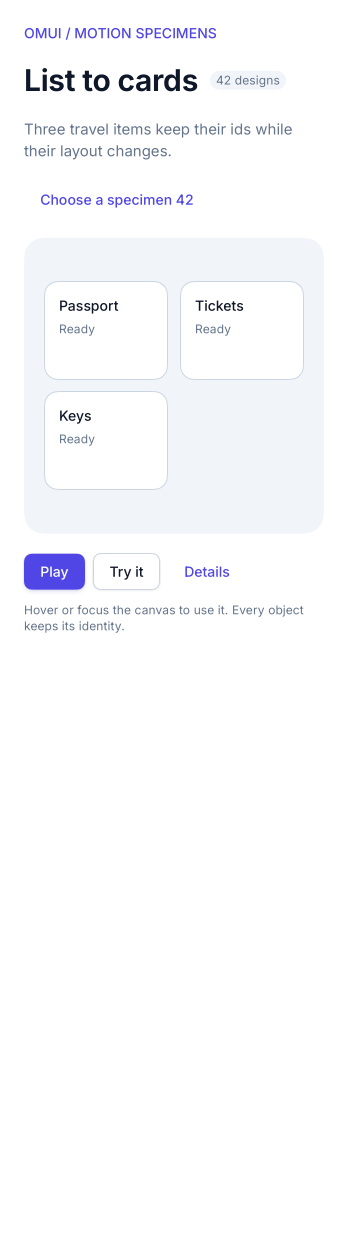 OMUI / MOTION SPECIMENS
List to cards
42 designs
Three travel items keep their ids while
their layout changes.
Choose a specimen 42
Passport
Ready
Tickets
Ready
Keys
Ready
Play
Try it
Details
Hover or focus the canvas to use it. Every object
keeps its identity.